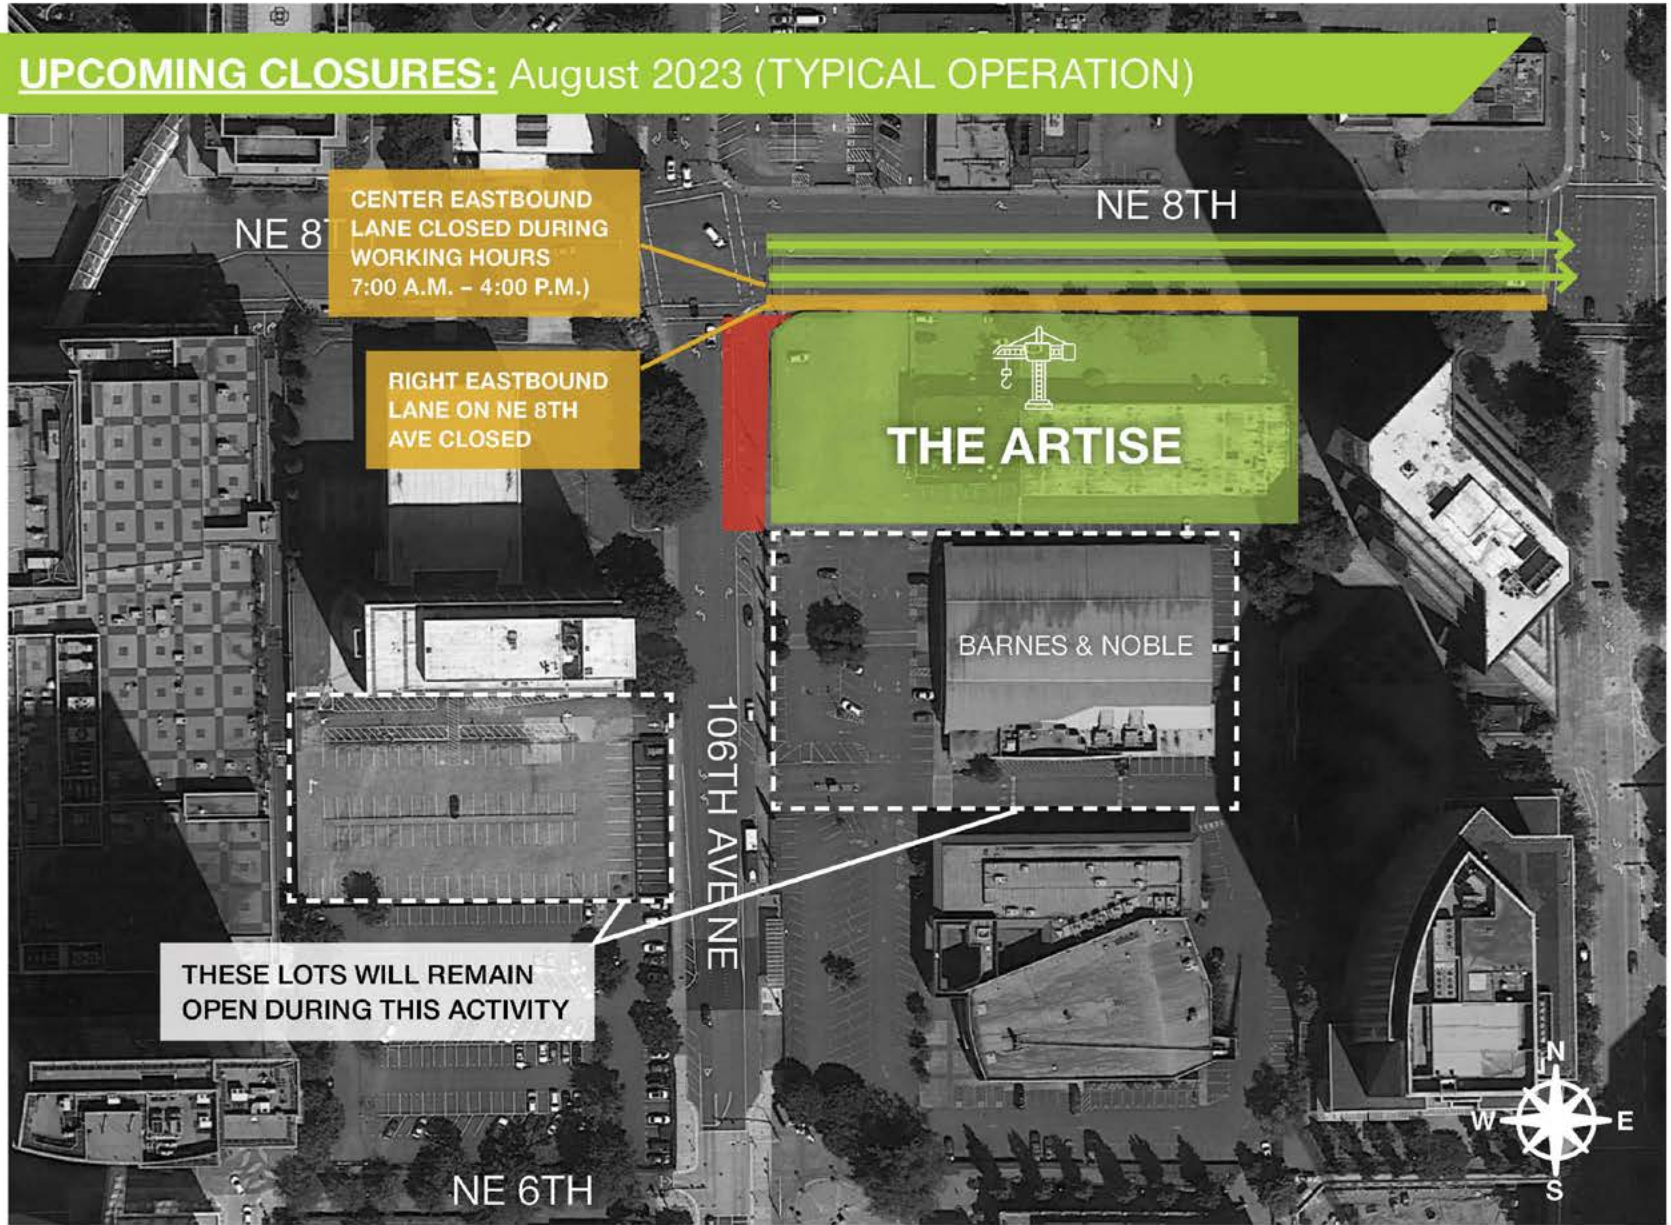 UPCOMING CLOSURES: August 2023 (TYPICAL OPERATION)
CENTER EASTBOUND
LANE CLOSED DURING
WORKING HOURS
7:00 A.M. – 4:00 P.M.)
NE 8T
NE 8TH
RIGHT EASTBOUND
LANE ON NE 8TH
AVE CLOSED
THE ARTISE
BARNES & NOBLE
106TH AVE NE
THESE LOTS WILL REMAIN
OPEN DURING THIS ACTIVITY
NE 6TH
N
W
E
S